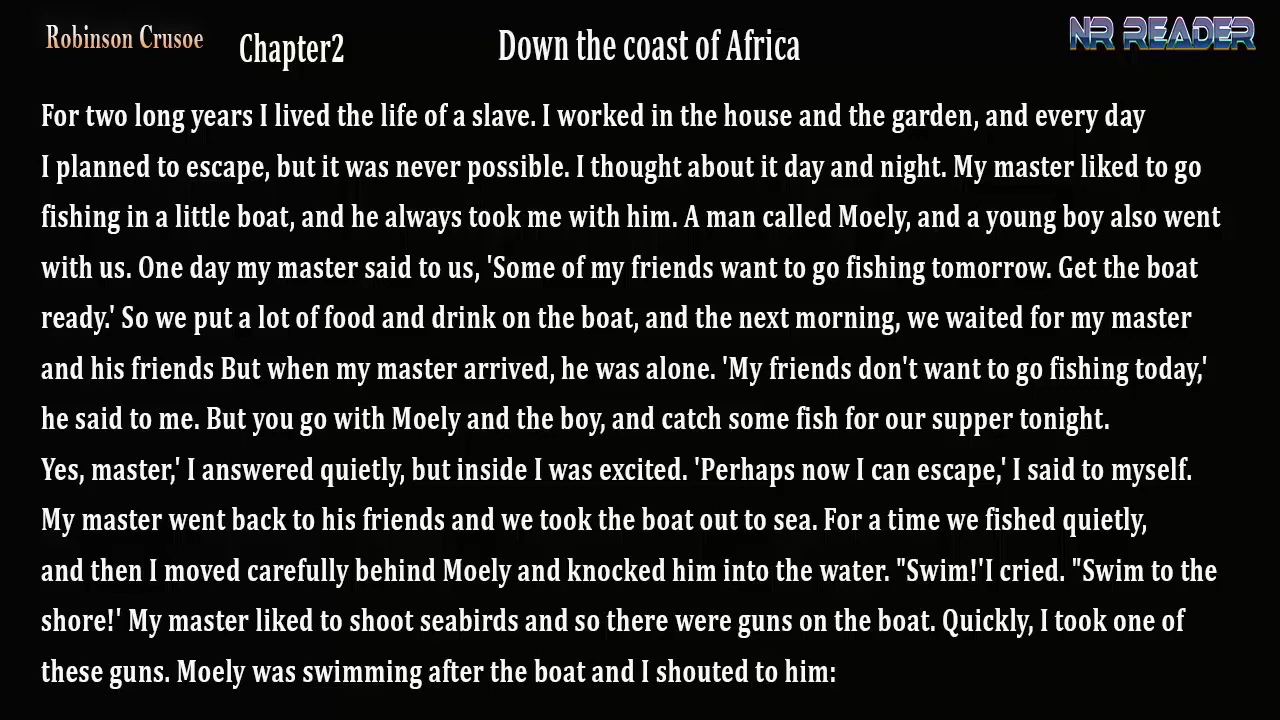 Robinson Crusoe
Chapter2
Down the coast of Africa
NR READER
For two long years I lived the life of a slave. I worked in the house and the garden, and every day
I planned to escape, but it was never possible. I thought about it day and night. My master liked to go
fishing in a little boat, and he always took me with him. A man called Moely, and a young boy also went
with us. One day my master said to us, 'Some of my friends want to go fishing tomorrow. Get the boat
ready.' So we put a lot of food and drink on the boat, and the next morning, we waited for my master
and his friends But when my master arrived, he was alone. 'My friends don't want to go fishing today,'
he said to me. But you go with Moely and the boy, and catch some fish for our supper tonight.
Yes, master,' I answered quietly, but inside I was excited. 'Perhaps now I can escape,' I said to myself.
My master went back to his friends and we took the boat out to sea. For a time we fished quietly,
and then I moved carefully behind Moely and knocked him into the water. "Swim!'I cried. "Swim to the
shore!' My master liked to shoot seabirds and so there were guns on the boat. Quickly, I took one of
these guns. Moely was swimming after the boat and I shouted to him: